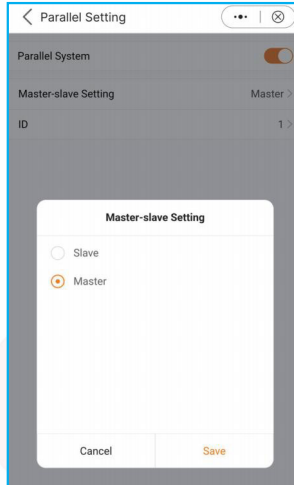 Parallel Setting
Parallel System
Master-slave Setting Master
ID 1
Master-slave Setting
Slave
Master
Cancel Save